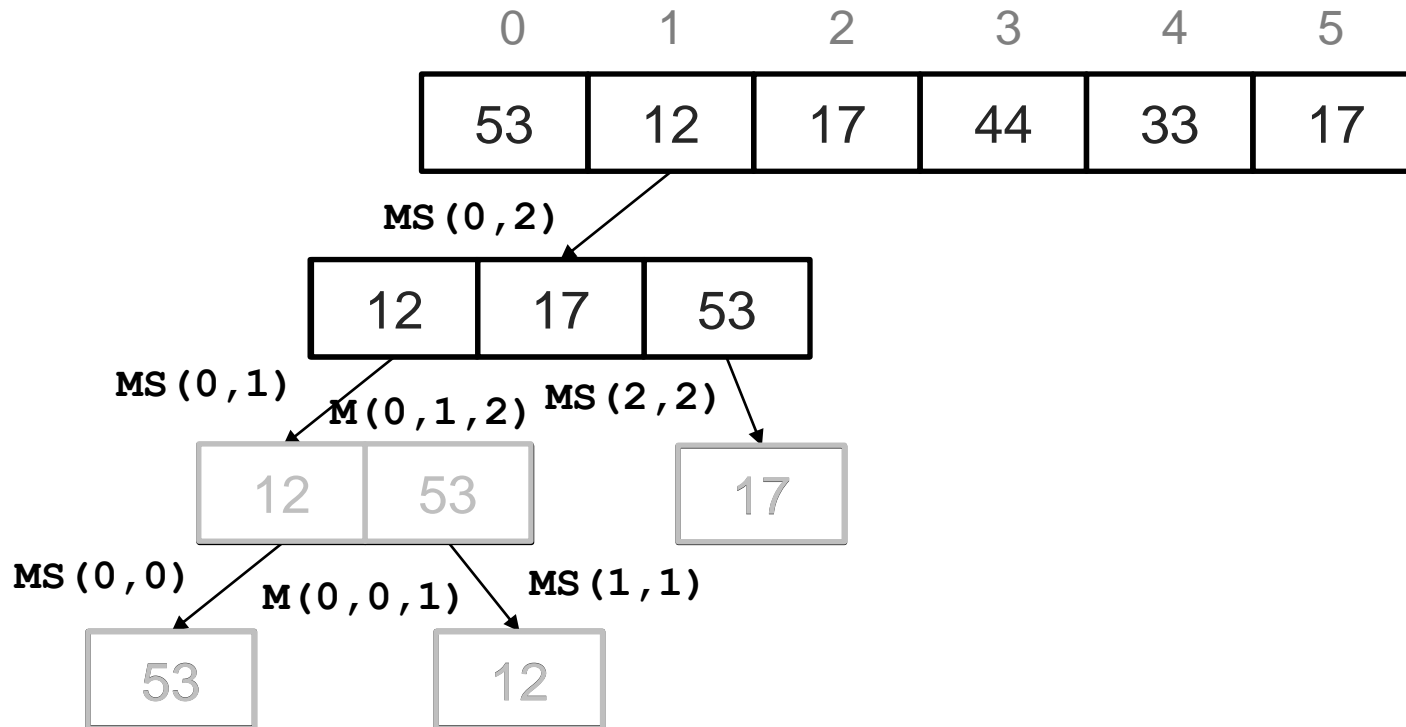 0 1 2 3 4 5
53 12 17 44 33 17
MS(0,2)
12 17 53
MS(0,1) M(0,1,2) MS(2,2)
12 53 17
MS(0,0) M(0,0,1) MS(1,1)
53 12